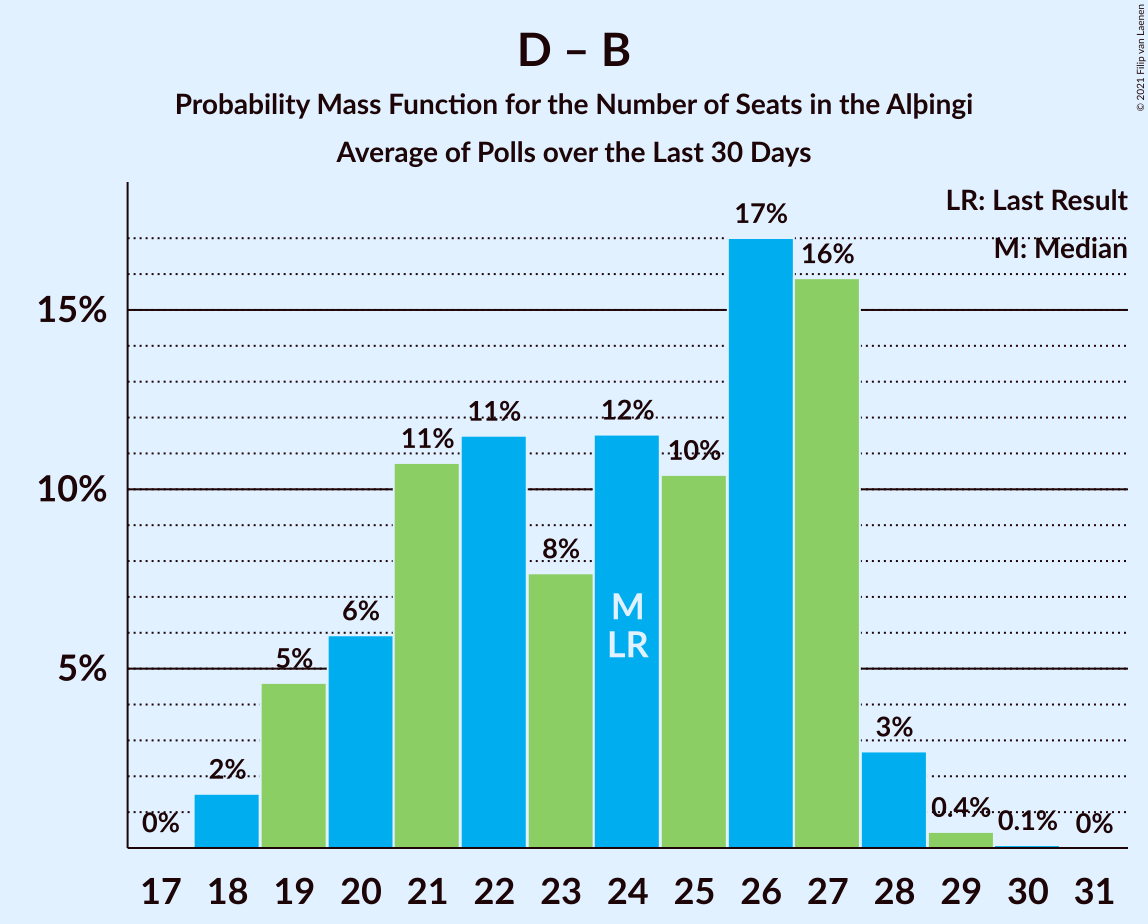 D – B
Probability Mass Function for the Number of Seats in the Alþingi
Average of Polls over the Last 30 Days
© 2021 Filip van Laenen
LR: Last Result
M: Median
17%
16%
15%
12%
11%
11%
10%
10%
8%
6%
5%
5%
3%
2%
0%
0.4%
0.1%
0%
M
LR
17 18 19 20 21 22 23 24 25 26 27 28 29 30 31